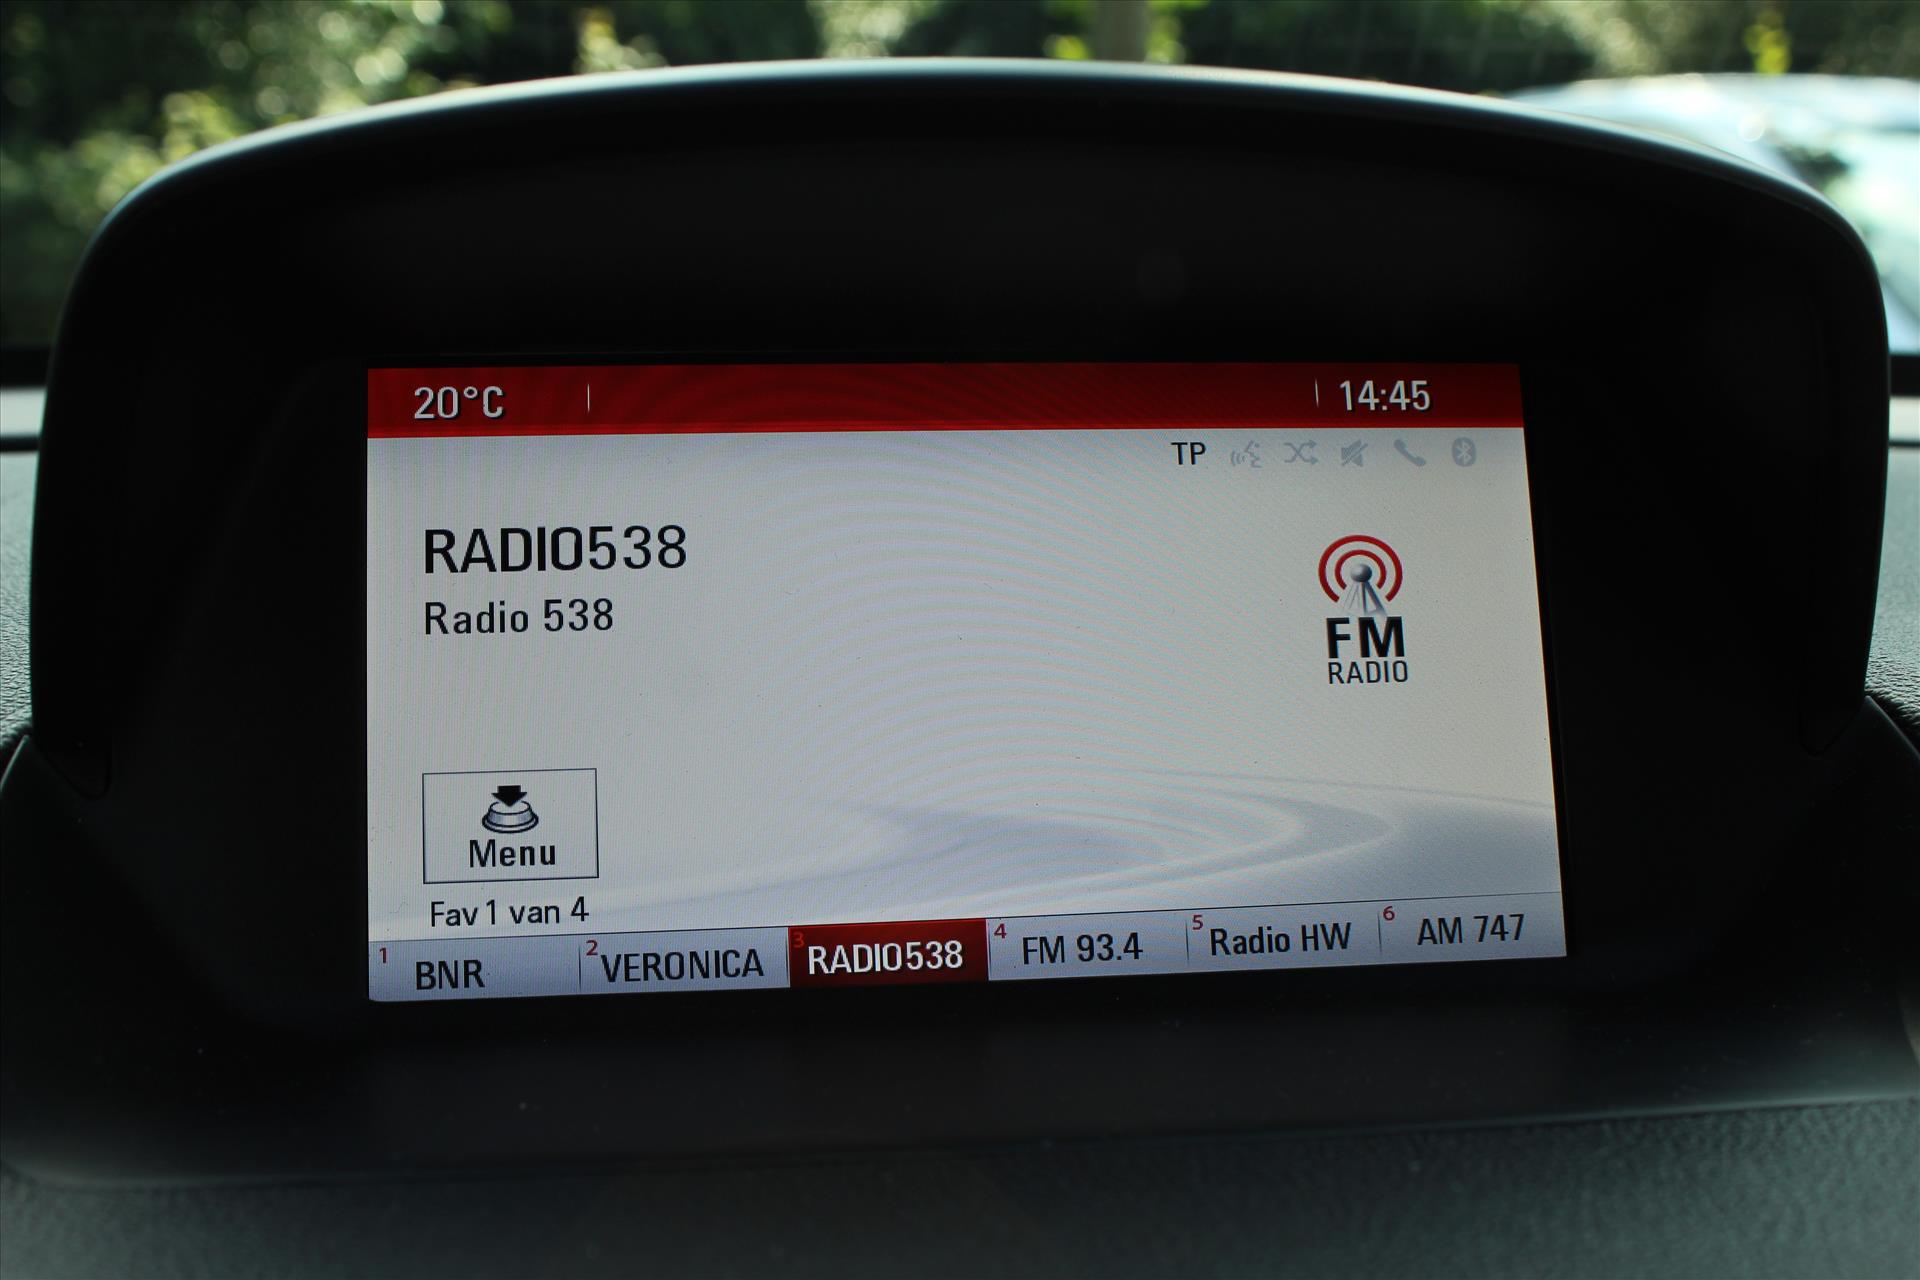 20°C 14:45
TP
RADIO538
Radio 538
FM
RADIO
Menu
Fav 1 van 4
1 BNR 2 VERONICA 3 RADIO538 4 FM 93.4 5 Radio HW 6 AM 747